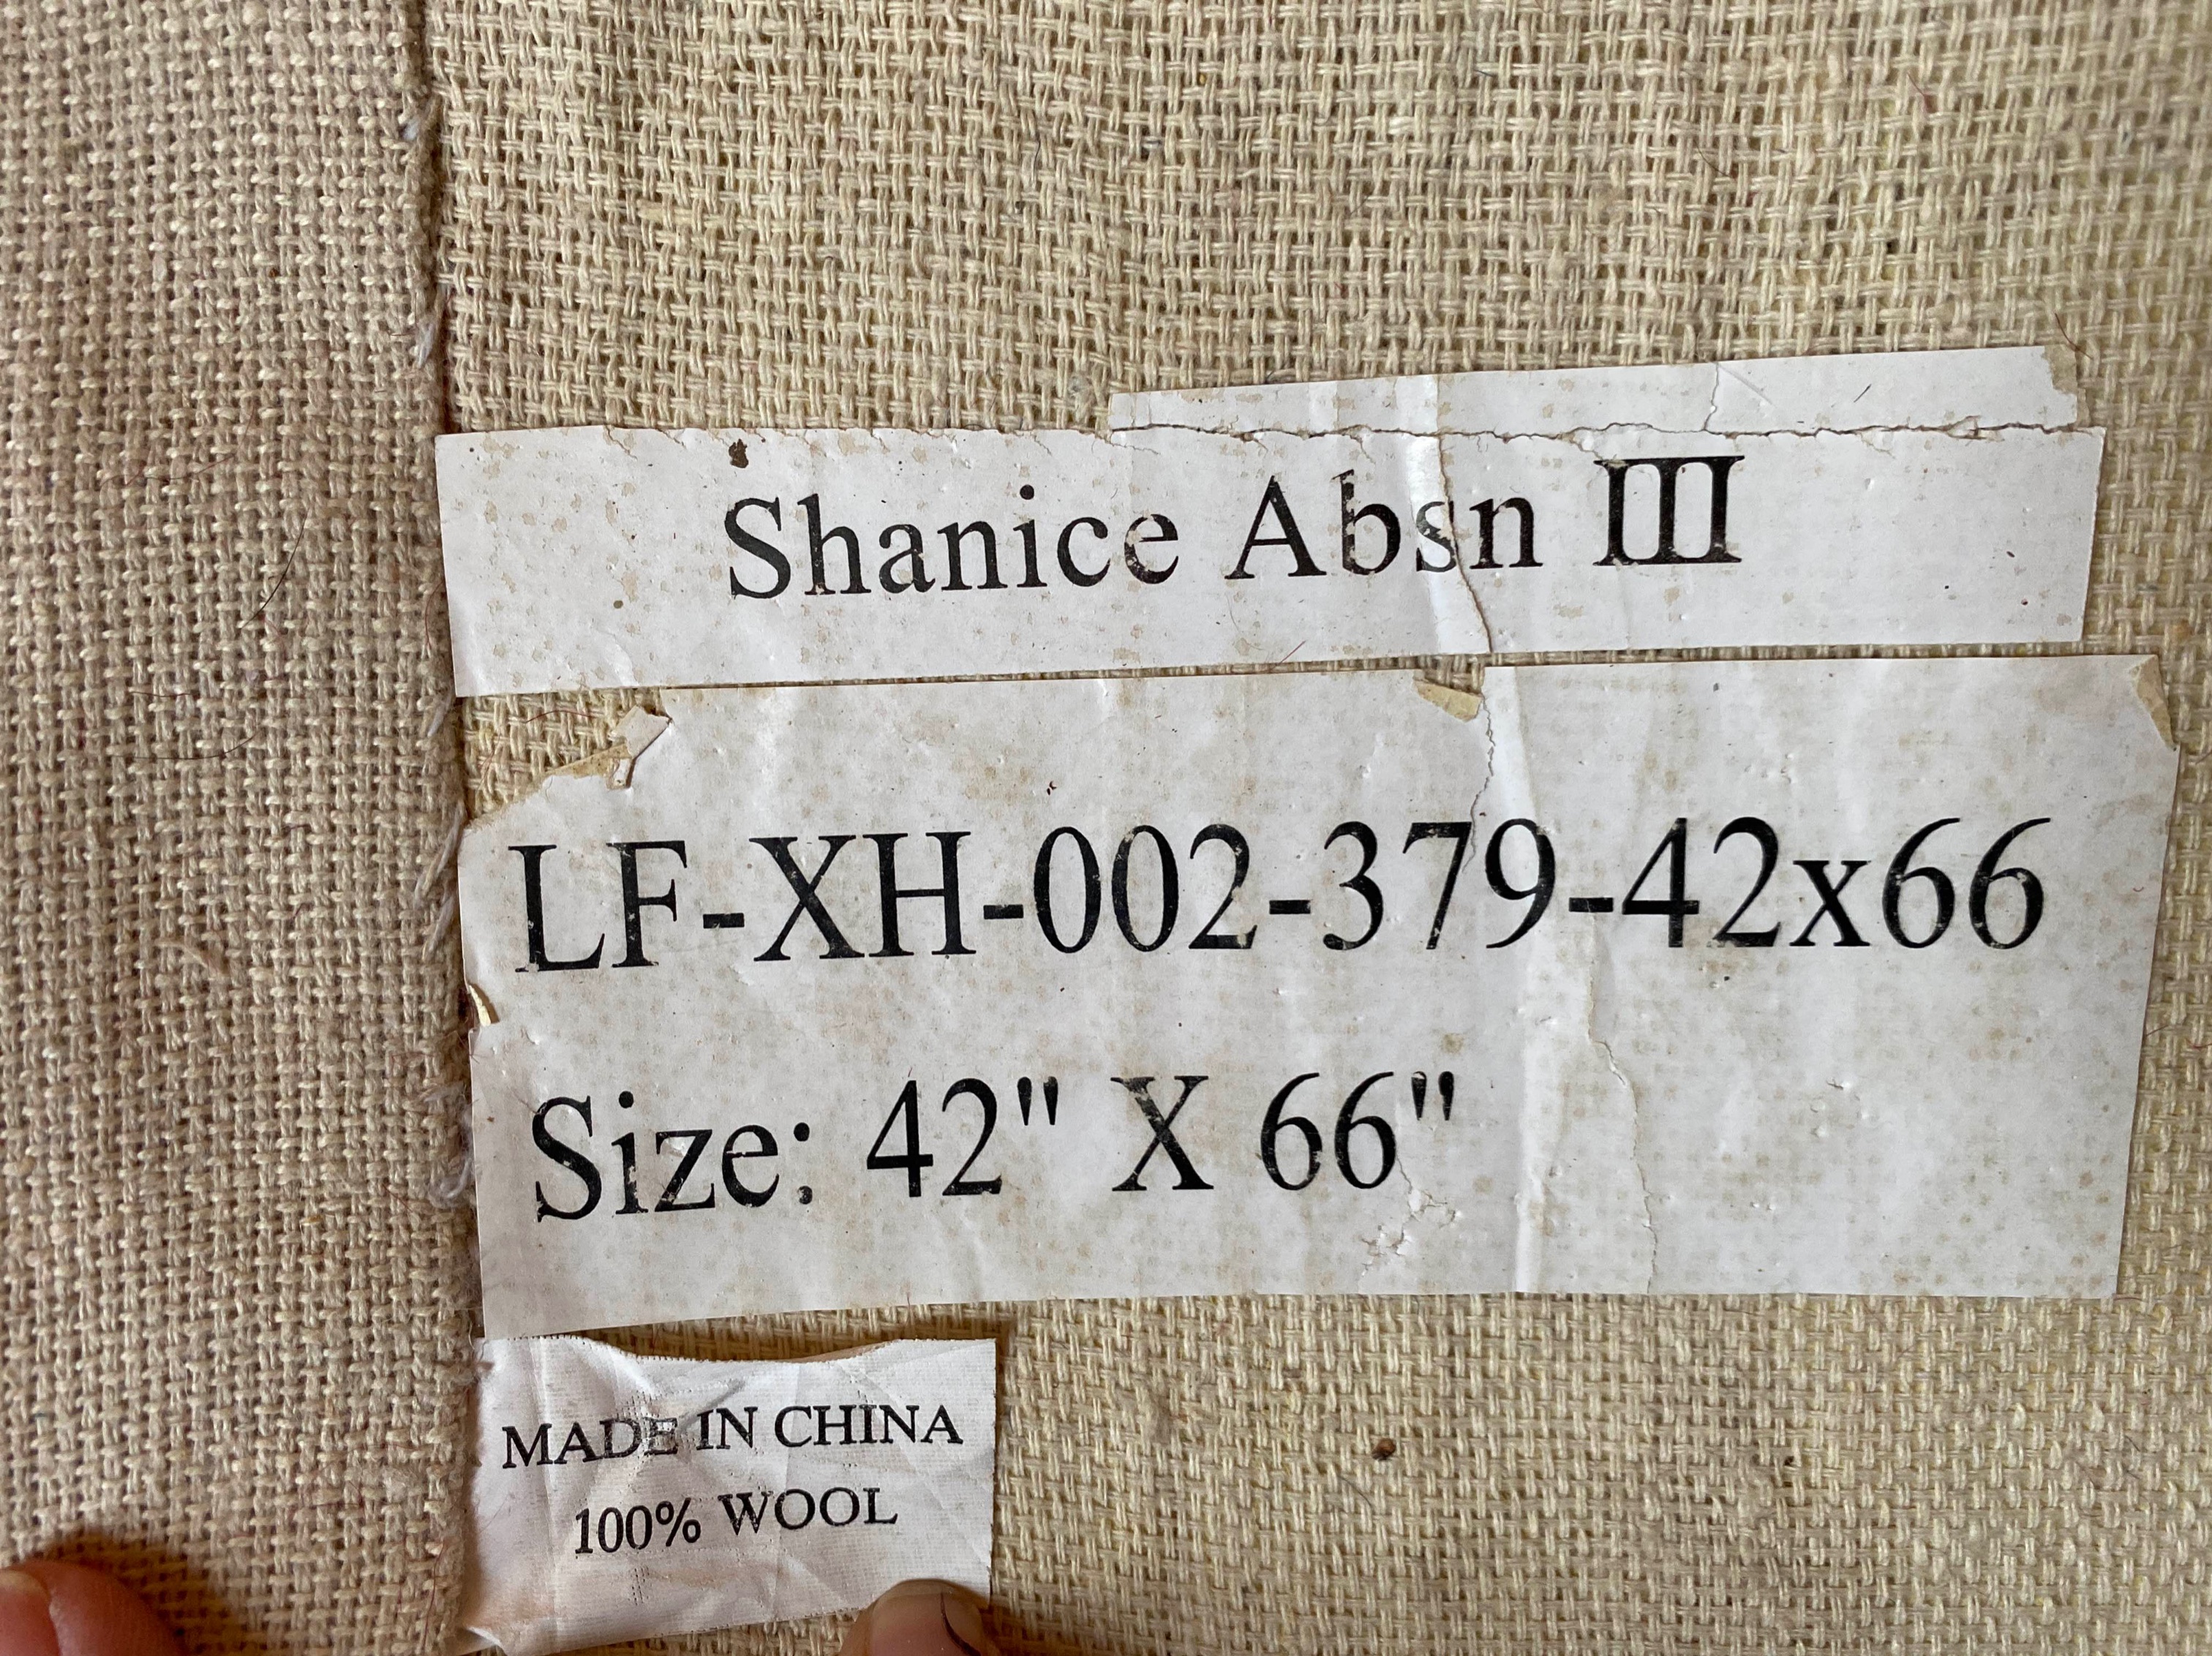 Shanice Absn III
LF-XH-002-379-42x66
Size: 42" X 66"
MADE IN CHINA
100% WOOL